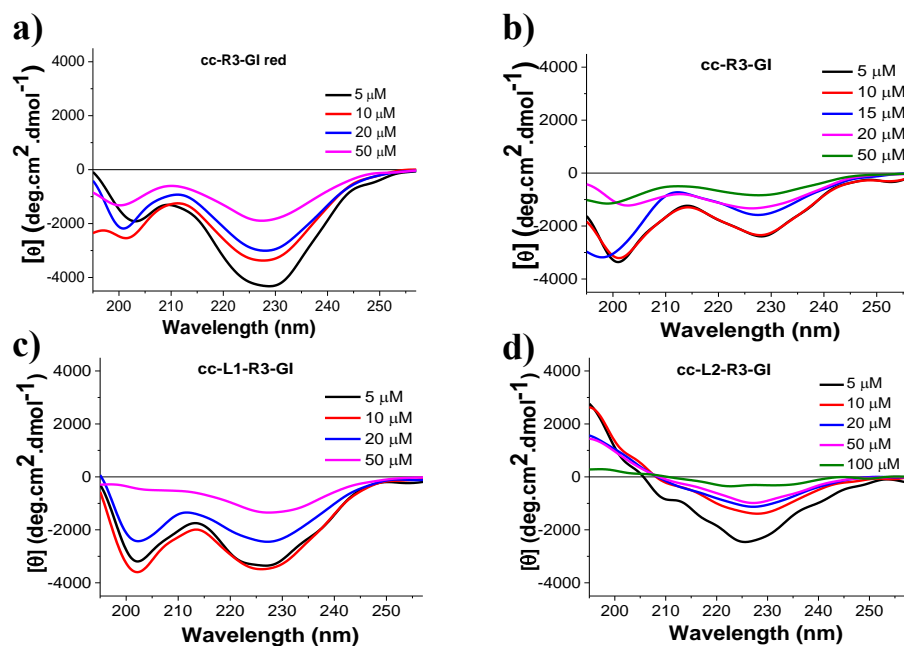 a)
cc-R3-GI red
5 μM
10 μM
20 μM
50 μM
4000
2000
0
-2000
-4000
200 210 220 230 240 250
Wavelength (nm)
[θ] (deg.cm².dmol⁻¹)
b)
cc-R3-GI
5 μM
10 μM
15 μM
20 μM
50 μM
4000
2000
0
-2000
-4000
200 210 220 230 240 250
Wavelength (nm)
[θ] (deg.cm².dmol⁻¹)
c)
cc-L1-R3-GI
5 μM
10 μM
20 μM
50 μM
4000
2000
0
-2000
-4000
200 210 220 230 240 250
Wavelength (nm)
[θ] (deg.cm².dmol⁻¹)
d)
cc-L2-R3-GI
5 μM
10 μM
20 μM
50 μM
100 μM
4000
2000
0
-2000
-4000
200 210 220 230 240 250
Wavelength (nm)
[θ] (deg.cm².dmol⁻¹)